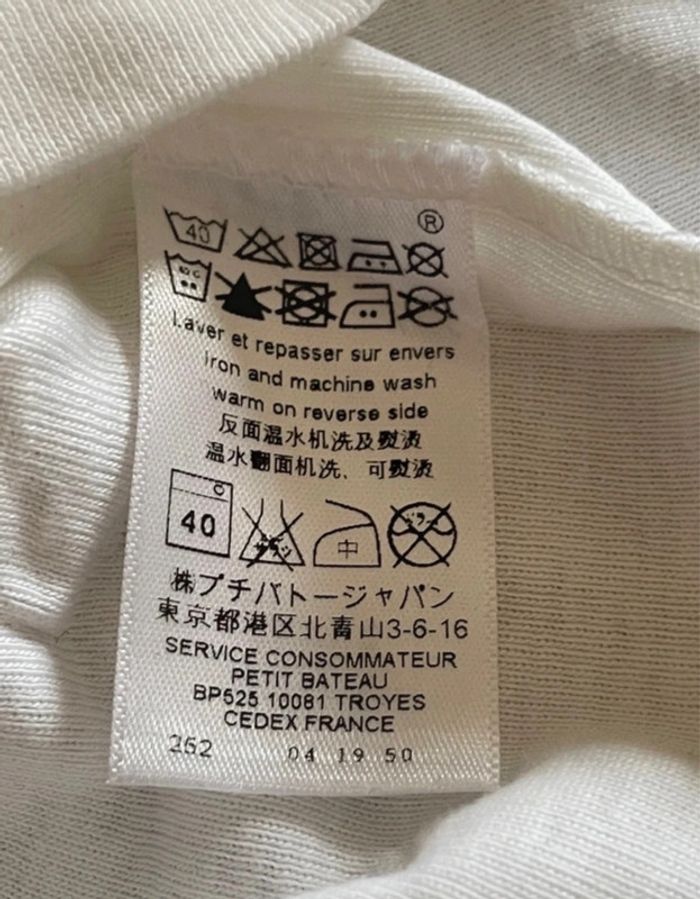 ®
40
40 C
Laver et repasser sur envers
Iron and machine wash
warm on reverse side
反面温水机洗及熨烫
温水翻面机洗、可熨烫
40 中
㈱プチバトージャパン
東京都港区北青山3-6-16
SERVICE CONSOMMATEUR
PETIT BATEAU
BP525 10081 TROYES
CEDEX FRANCE
252 04 19 50